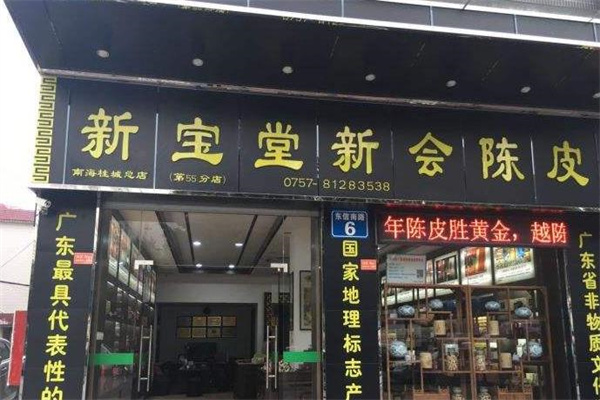 新宝堂新会陈皮
南海桂城总店
(第55分店)
0757-81283538
广东最具代表性的
东信南路
6
国家地理标志产
年陈皮胜黄金，越陈
广东省非物质文化